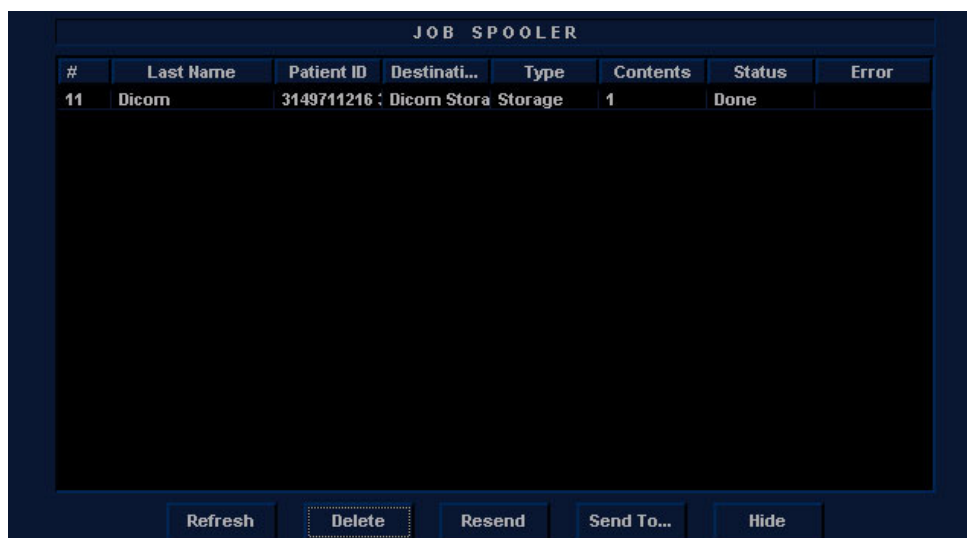 JOB SPOOLER
# Last Name Patient ID Destinati... Type Contents Status Error
11 Dicom 3149711216 Dicom Stora Storage 1 Done
Refresh Delete Resend Send To... Hide